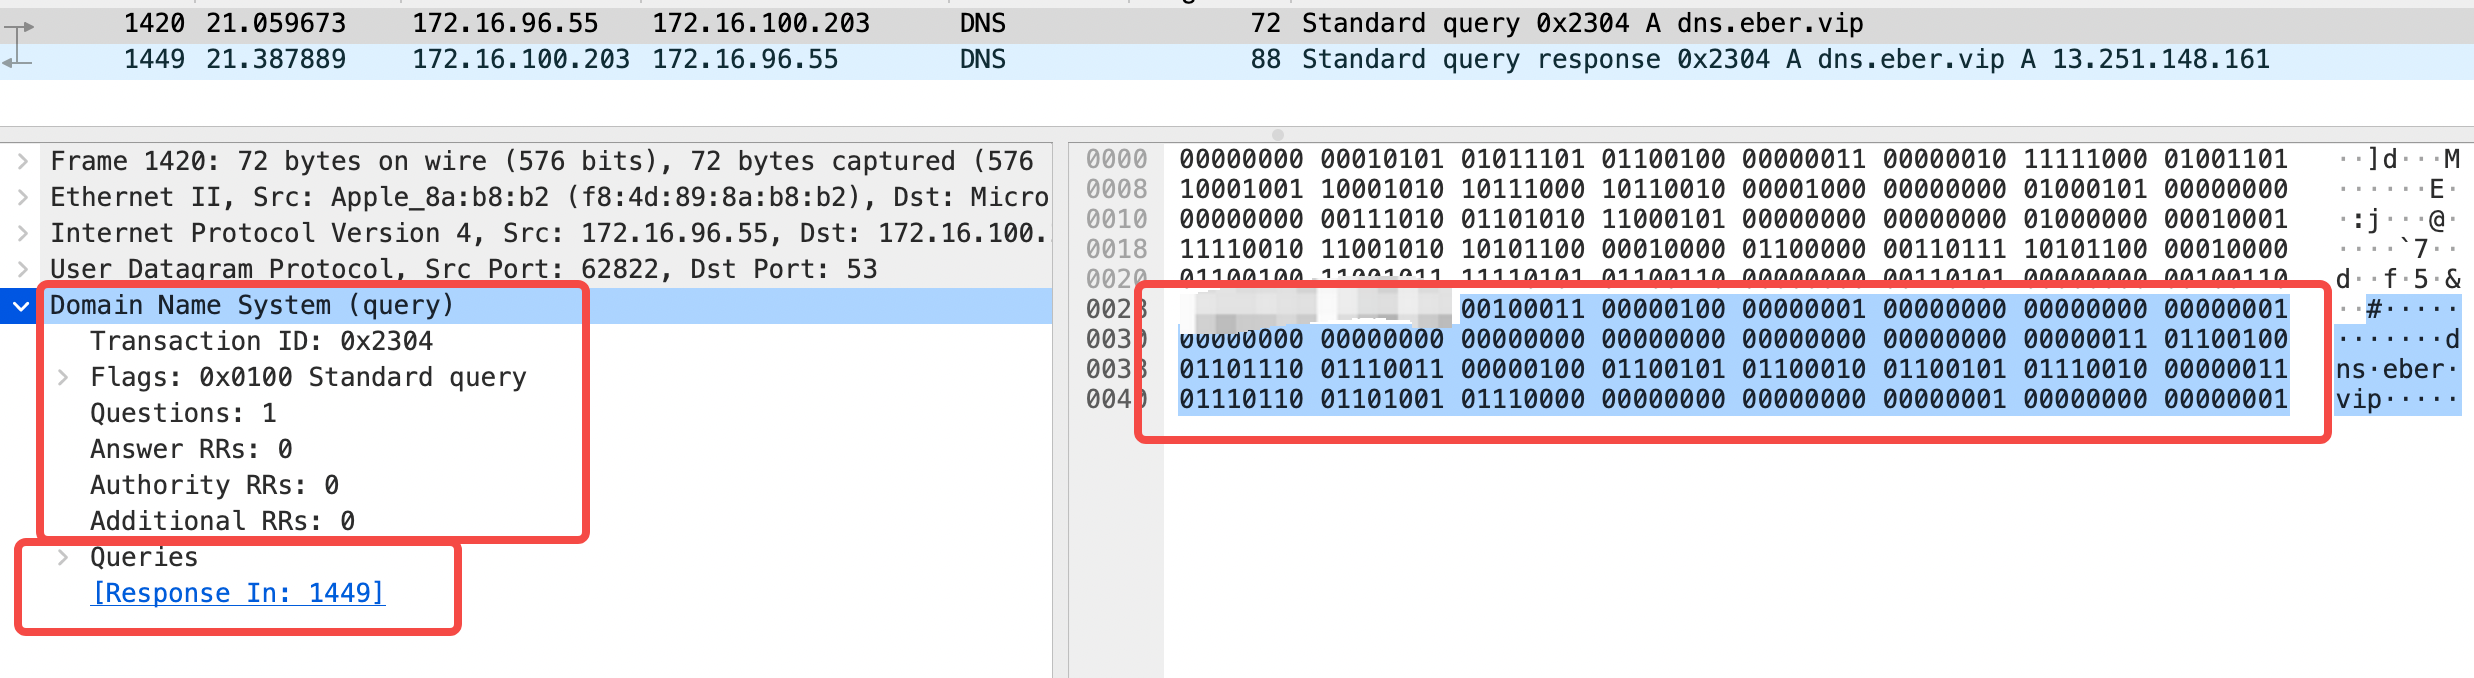 1420 21.059673 172.16.96.55 172.16.100.203 DNS 72 Standard query 0x2304 A dns.eber.vip
1449 21.387889 172.16.100.203 172.16.96.55 DNS 88 Standard query response 0x2304 A dns.eber.vip A 13.251.148.161
Frame 1420: 72 bytes on wire (576 bits), 72 bytes captured (576
Ethernet II, Src: Apple_8a:b8:b2 (f8:4d:89:8a:b8:b2), Dst: Micro
Internet Protocol Version 4, Src: 172.16.96.55, Dst: 172.16.100.
User Datagram Protocol, Src Port: 62822, Dst Port: 53
Domain Name System (query)
Transaction ID: 0x2304
Flags: 0x0100 Standard query
Questions: 1
Answer RRs: 0
Authority RRs: 0
Additional RRs: 0
Queries
[Response In: 1449]
0000 00000000 00010101 01011101 01100100 00000011 00000010 11111000 01001101 ··]d···M
0008 10001001 10001010 10111000 10110010 00001000 00000000 01000101 00000000 ······E·
0010 00000000 00111010 01101010 11000101 00000000 00000000 01000000 00010001 ·:j···@·
0018 11110010 11001010 10101100 00010000 01100000 00110111 10101100 00010000 ····`7··
0020 01100100 11001011 11110101 01100110 00000000 00110101 00000000 00100110 d··f·5·&
0028 00100011 00000100 00000001 00000000 00000000 00000001 ··#·····
0030 00000000 00000000 00000000 00000000 00000000 00000000 00000011 01100100 ·······d
0038 01101110 01110011 00000100 01100101 01100010 01100101 01110010 00000011 ns·eber·
0040 01110110 01101001 01110000 00000000 00000000 00000001 00000000 00000001 vip·····